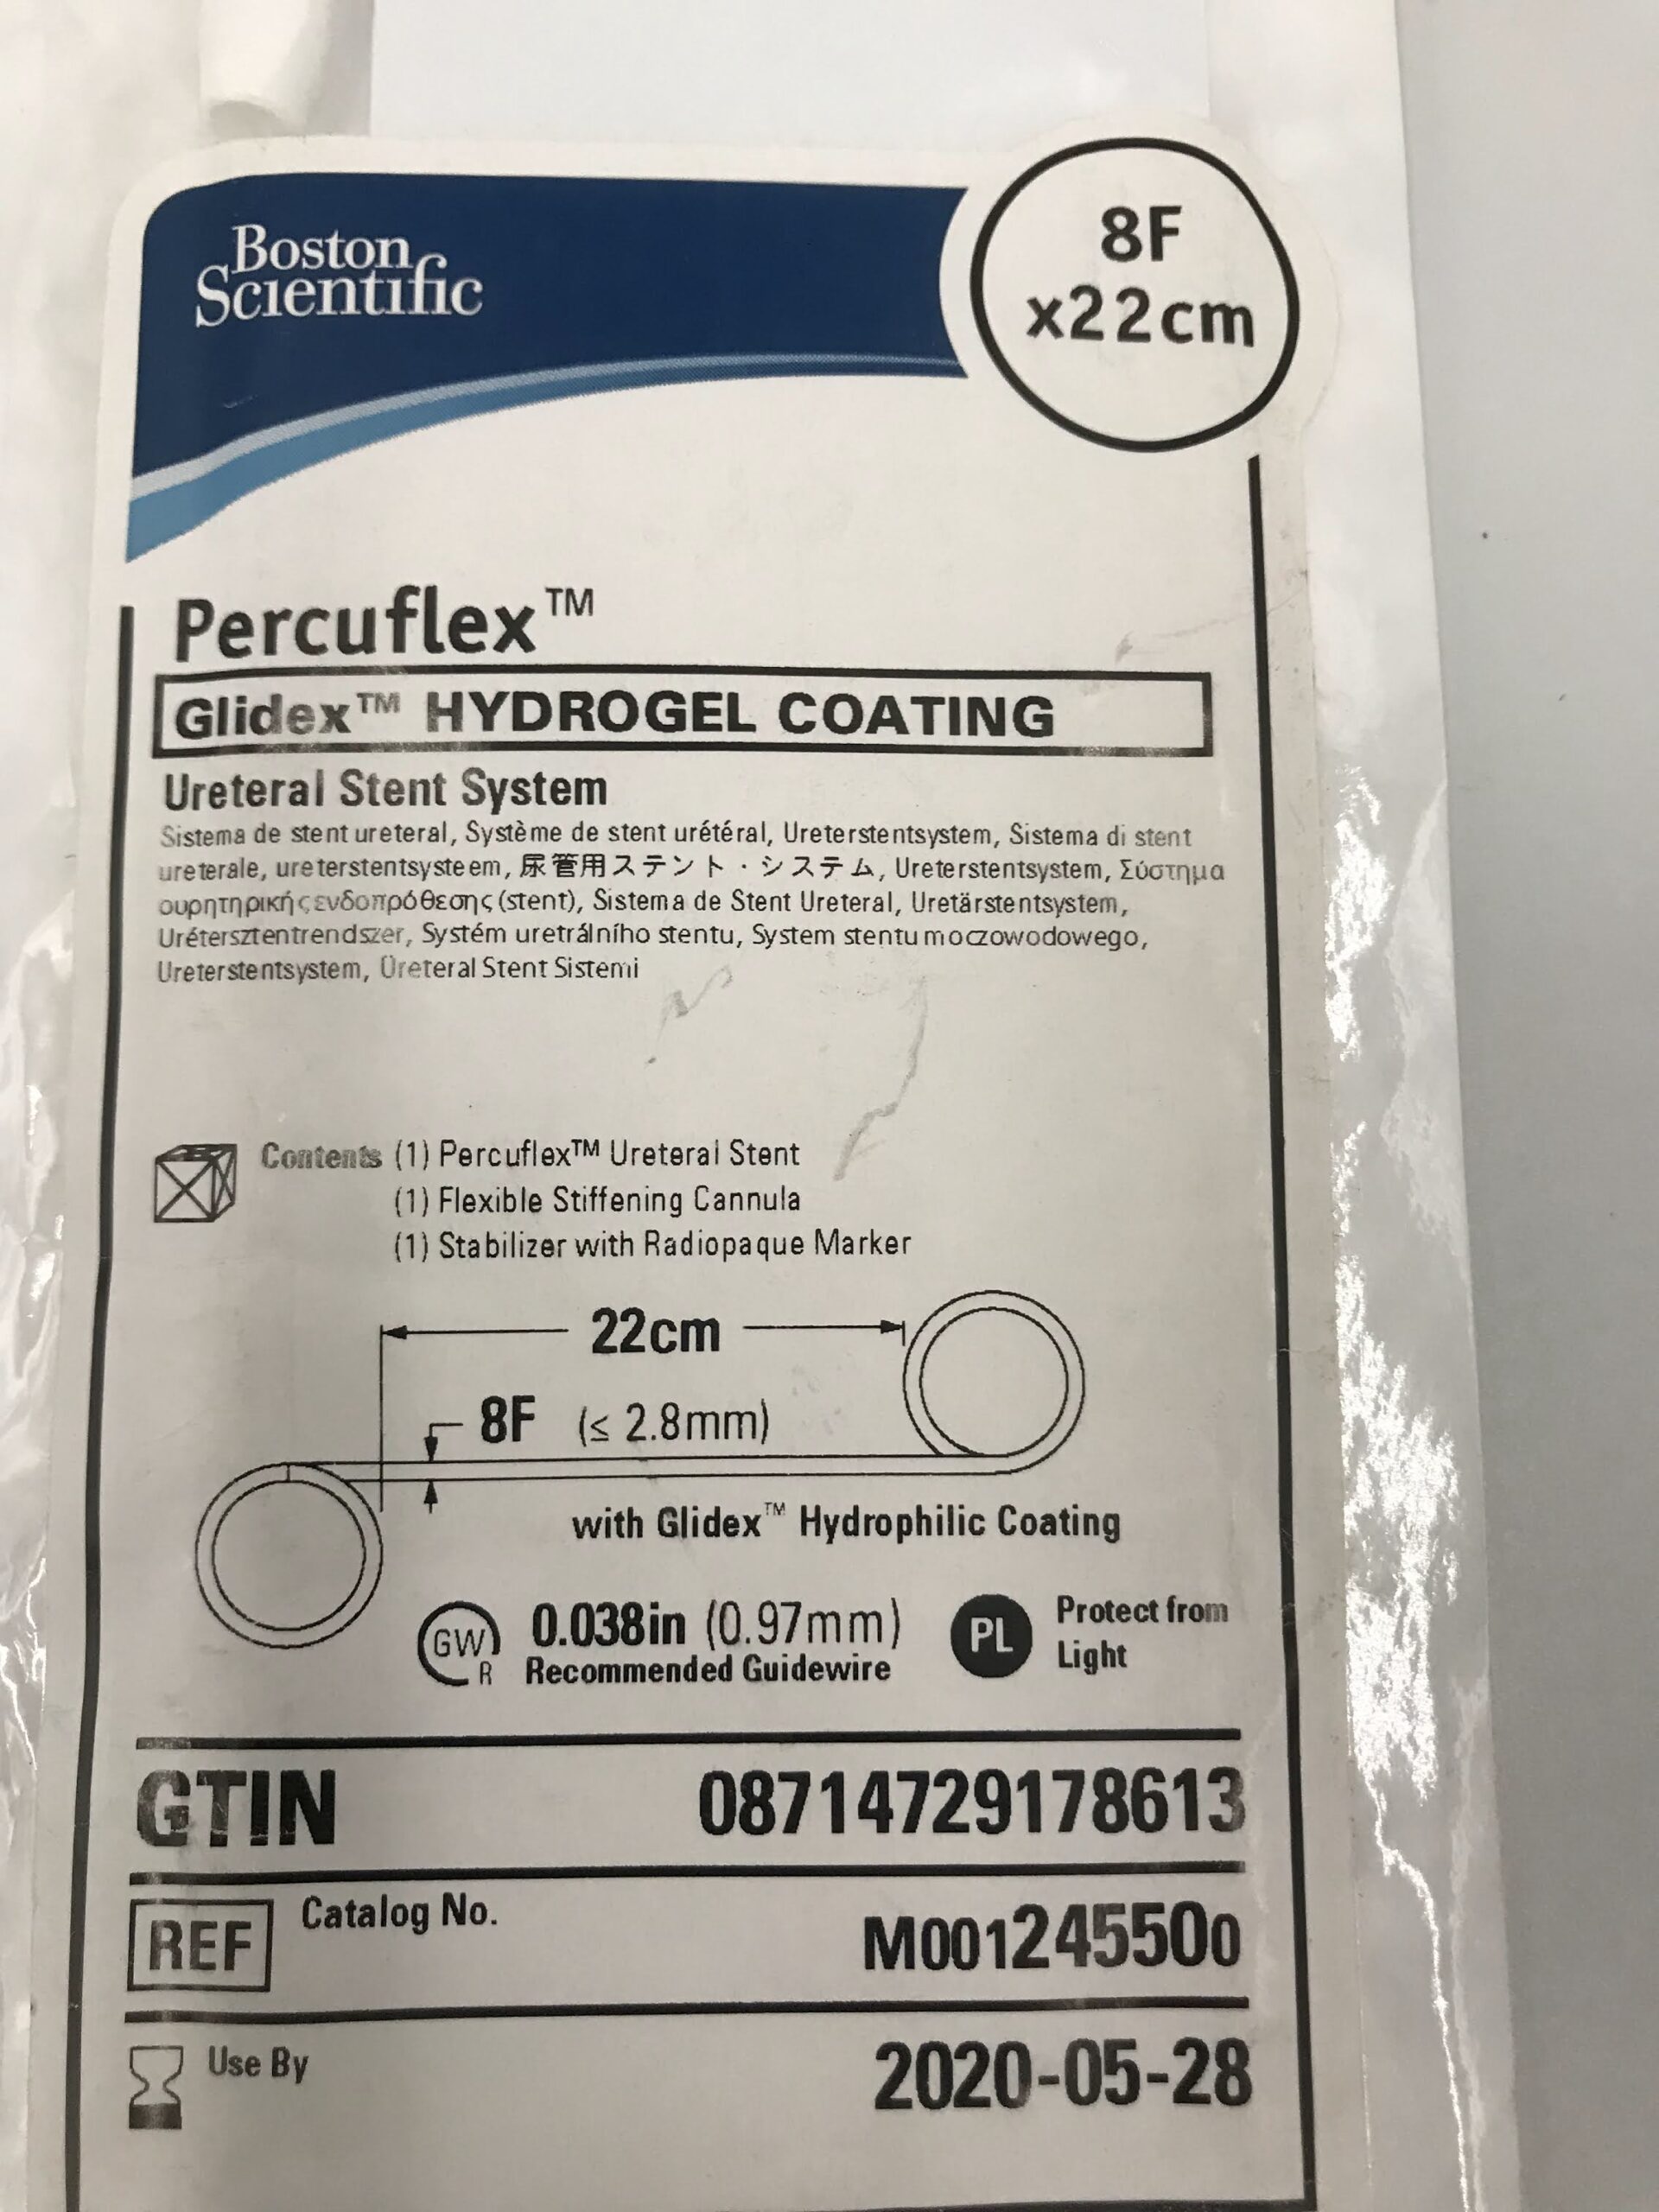 Boston
Scientific
8F
x22cm
Percuflex™
Glidex™ HYDROGEL COATING
Ureteral Stent System
Sistema de stent ureteral, Système de stent urétéral, Ureterstentsystem, Sistema di stent
ureterale, ureterstentsysteem, 尿管用ステント・システム, Ureterstentsystem, Σύστημα
ουρητηρικής ενδοπρόθεσης (stent), Sistema de Stent Ureteral, Uretärstentsystem,
Urétersztentrendszer, Systém uretrálního stentu, System stentu moczowodowego,
Ureterstentsystem, Üreteral Stent Sistemi
Contents (1) Percuflex™ Ureteral Stent
(1) Flexible Stiffening Cannula
(1) Stabilizer with Radiopaque Marker
22cm
8F (≤ 2.8mm)
with Glidex™ Hydrophilic Coating
GW R 0.038in (0.97mm)
Recommended Guidewire
PL Protect from
Light
GTIN 08714729178613
REF Catalog No. M001245500
Use By 2020-05-28